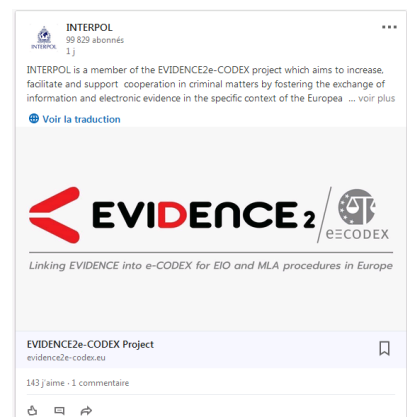 INTERPOL
INTERPOL
99 829 abonnés
1 j
INTERPOL is a member of the EVIDENCE2e-CODEX project which aims to increase,
facilitate and support cooperation in criminal matters by fostering the exchange of
information and electronic evidence in the specific context of the Europea ... voir plus
Voir la traduction
EVIDENCE 2 / e-CODEX
Linking EVIDENCE into e-CODEX for EIO and MLA procedures in Europe
EVIDENCE2e-CODEX Project
evidence2e-codex.eu
143 j'aime · 1 commentaire